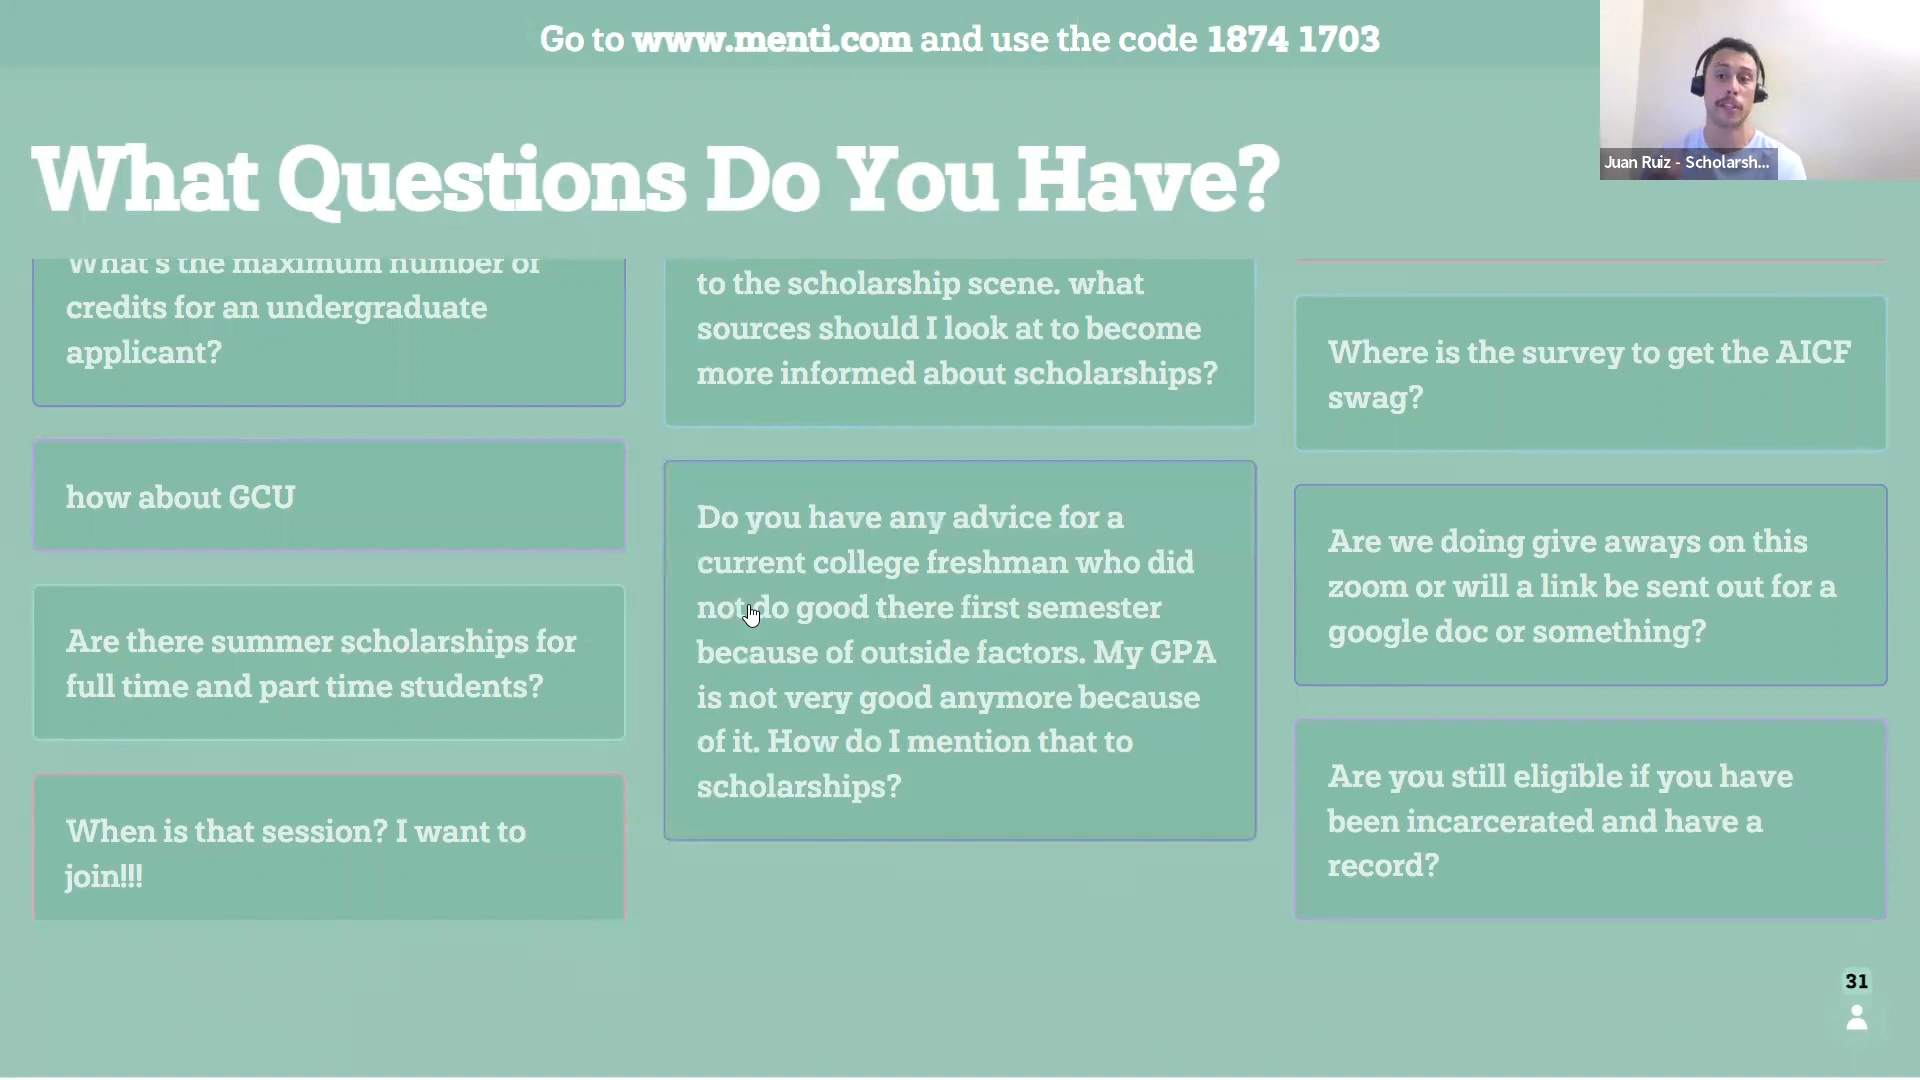 Go to www.menti.com and use the code 1874 1703
Juan Ruiz - Scholarsh...
What Questions Do You Have?
What's the maximum number of
credits for an undergraduate
applicant?
how about GCU
Are there summer scholarships for
full time and part time students?
When is that session? I want to
join!!!
to the scholarship scene. what
sources should I look at to become
more informed about scholarships?
Do you have any advice for a
current college freshman who did
not do good there first semester
because of outside factors. My GPA
is not very good anymore because
of it. How do I mention that to
scholarships?
Where is the survey to get the AICF
swag?
Are we doing give aways on this
zoom or will a link be sent out for a
google doc or something?
Are you still eligible if you have
been incarcerated and have a
record?
31